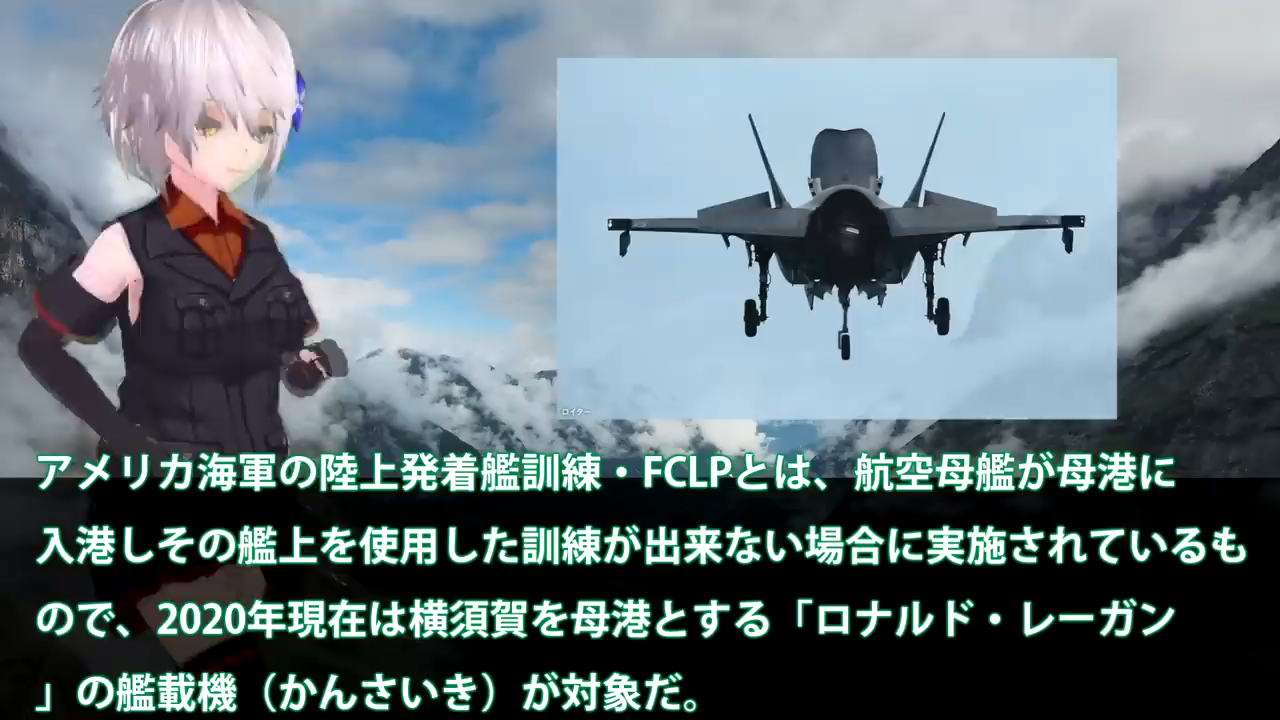 ロイター
アメリカ海軍の陸上発着艦訓練・FCLPとは、航空母艦が母港に
入港しその艦上を使用した訓練が出来ない場合に実施されているも
ので、2020年現在は横須賀を母港とする「ロナルド・レーガン
」の艦載機（かんさいき）が対象だ。